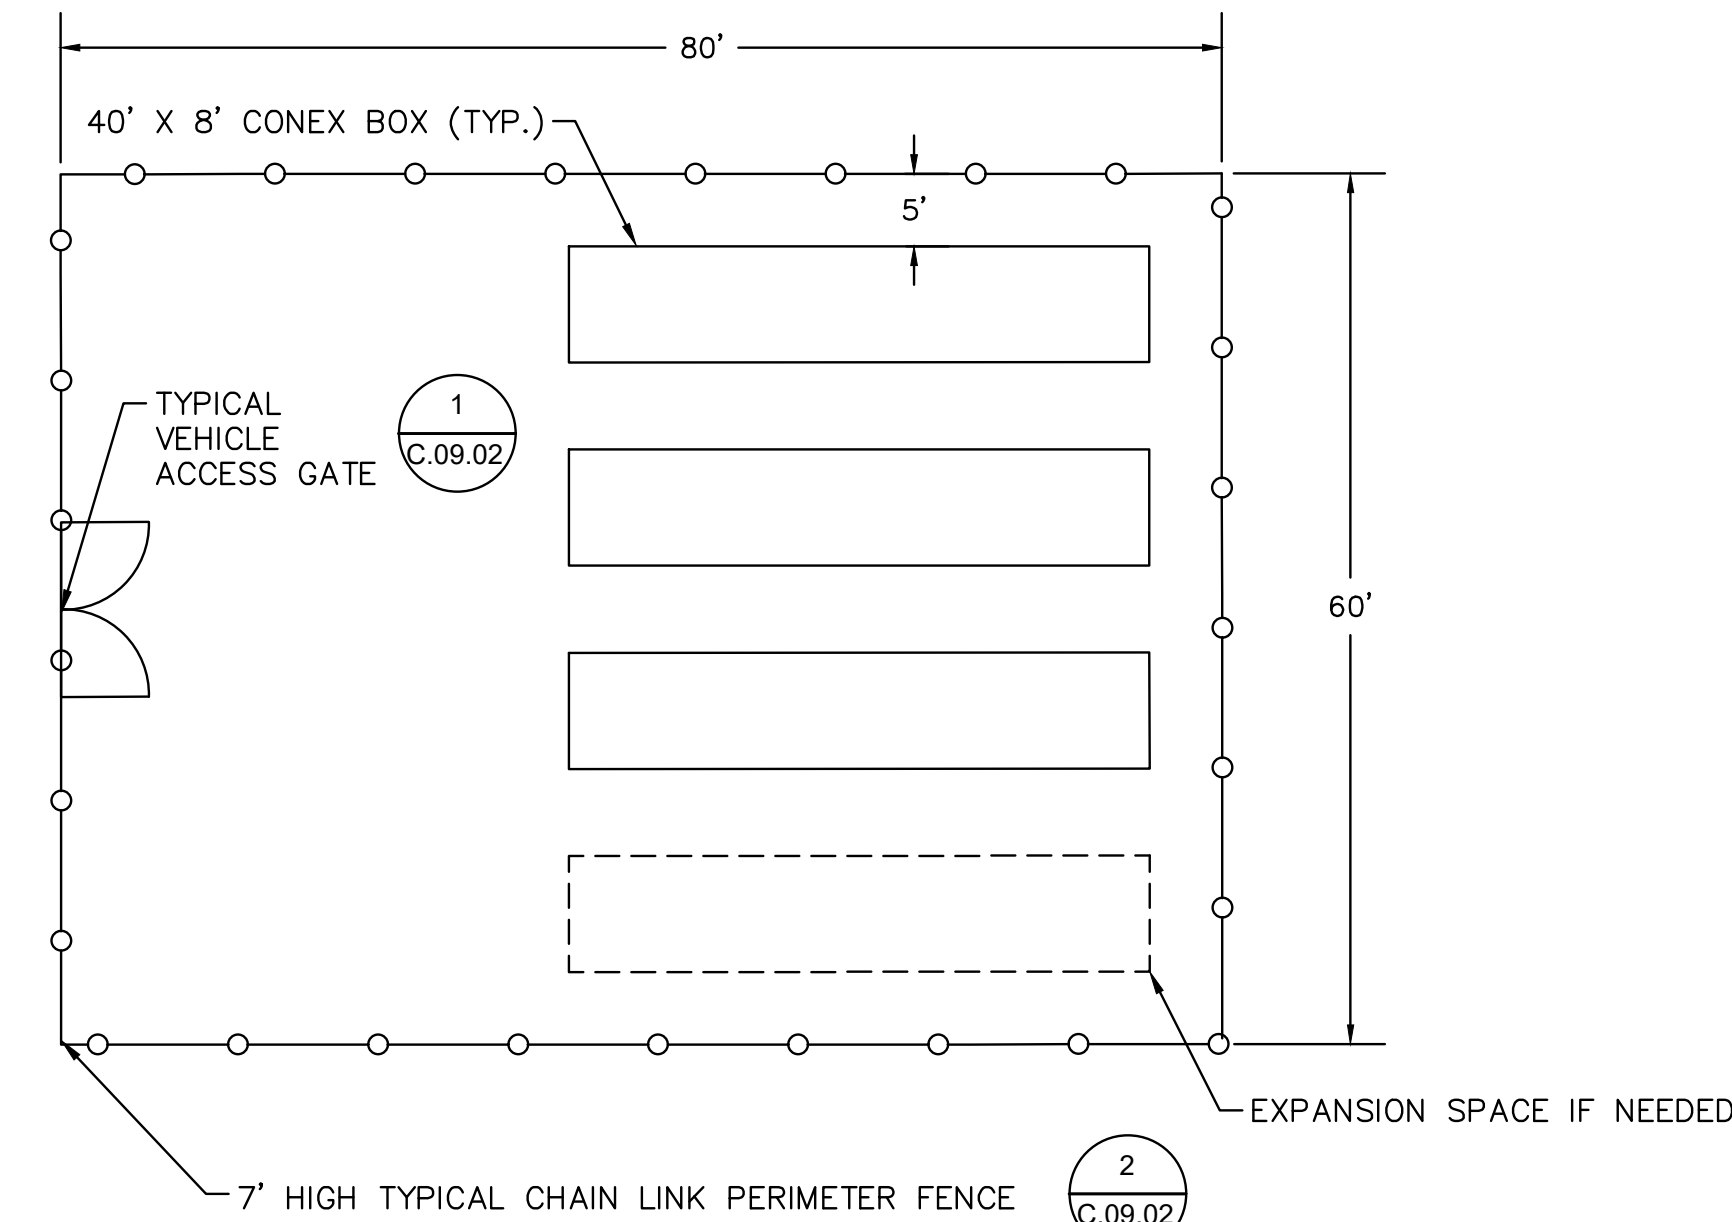 80'
40' X 8' CONEX BOX (TYP.)
5'
TYPICAL
VEHICLE
ACCESS GATE
1
C.09.02
60'
EXPANSION SPACE IF NEEDED
7' HIGH TYPICAL CHAIN LINK PERIMETER FENCE
2
C.09.02